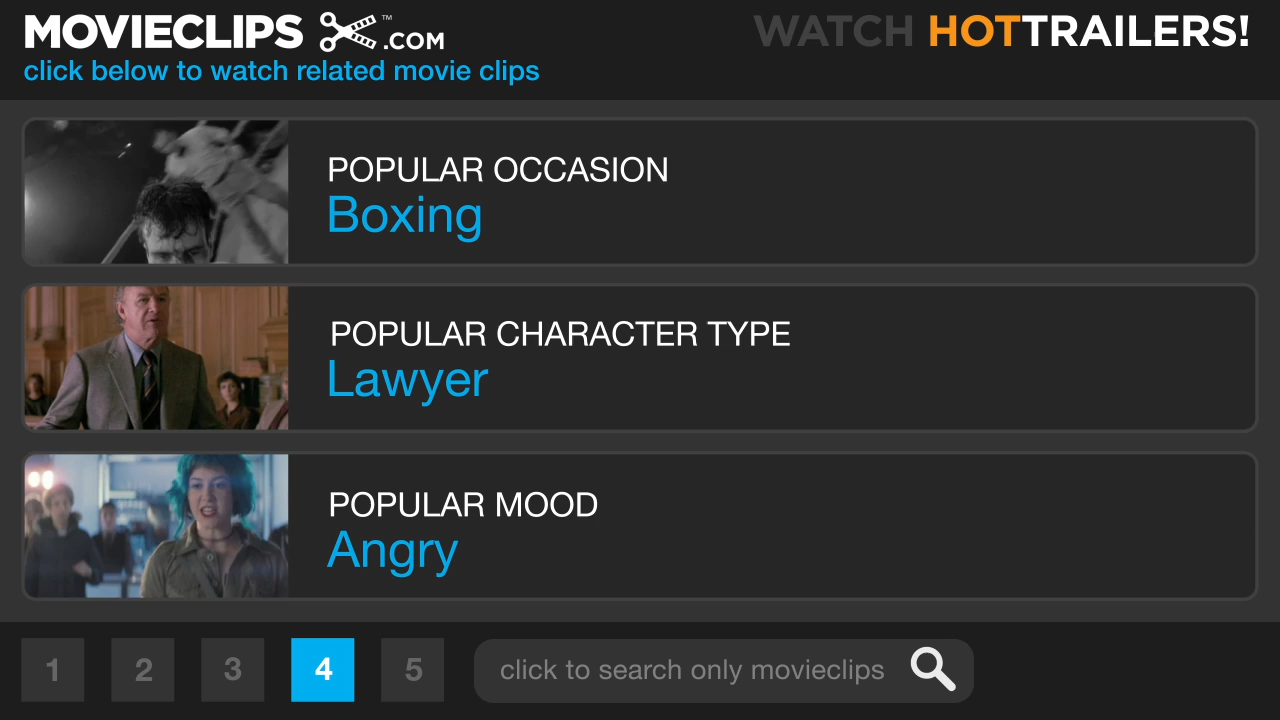 MOVIECLIPS ™ .COM
WATCH HOTTRAILERS!
click below to watch related movie clips
POPULAR OCCASION
Boxing
POPULAR CHARACTER TYPE
Lawyer
POPULAR MOOD
Angry
1 2 3 4 5
click to search only movieclips